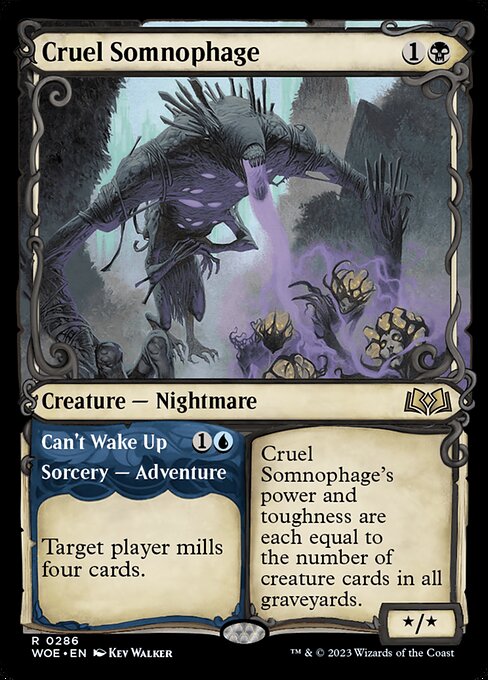 Cruel Somnophage 1
Creature — Nightmare
Can't Wake Up 1
Sorcery — Adventure
Target player mills
four cards.
Cruel
Somnophage's
power and
toughness are
each equal to
the number of
creature cards in all
graveyards.
★/★
R 0286
WOE • EN Key Walker
™ & © 2023 Wizards of the Coast